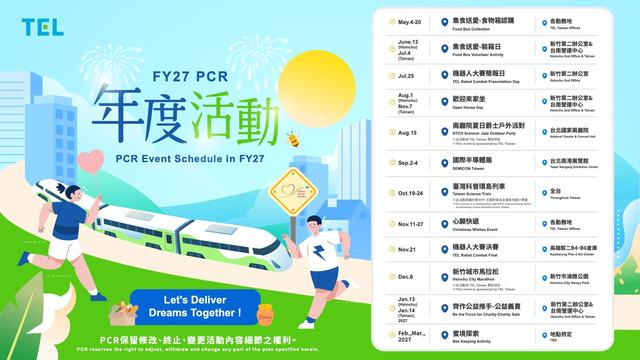 TEL
FY27 PCR
年度活動
PCR Event Schedule in FY27
Let's Deliver
Dreams Together !
PCR保留修改、終止、變更活動內容細節之權利。
PCR reserves the right to adjust, withdraw and change any part of the plan specified herein.
May.4-20
集食送愛-食物箱認購
Food Box Collection
各勤務地
TEL Taiwan Offices
June.13
(Hsinchu)
Jul.4
(Tainan)
集食送愛-裝箱日
Food Box Volunteer Activity
新竹第二辦公室&
台南營運中心
Hsinchu 2nd Office & Tainan
Jul.25
機器人大賽簡報日
TEL Robot Combat Presentation Day
新竹第二辦公室
Hsinchu 2nd Office
Aug.1
(Hsinchu)
Nov.7
(Tainan)
歡迎來家坐
Open House Day
新竹第二辦公室&
台南營運中心
Hsinchu 2nd Office & Tainan
Aug.15
兩廳院夏日爵士戶外派對
NTCH Summer Jazz Outdoor Party
※This event is sponsored by TEL Taiwan
台北國家兩廳院
National Theater & Concert Hall
Sep.2-4
國際半導體展
SEMICON Taiwan
台北南港展覽館
Taipei Nangang Exhibition Center
Oct.19-24
臺灣科普環島列車
Taiwan Science Train
全台
Throughout Taiwan
Nov.11-27
心願快遞
Christmas Wishes Event
各勤務地
TEL Taiwan Offices
Nov.21
機器人大賽決賽
TEL Robot Combat Final
高雄駁二B4-B6倉庫
Kaohsiung Pier-2 Art Center
Dec.6
新竹城市馬拉松
Hsinchu City Marathon
※This event is sponsored by TEL Taiwan
新竹市濱雅公園
Hsinchu City Nanya Park
Jan.13
(Hsinchu)
Jan.14
(Tainan),
2027
齊作公益推手-公益義賣
Be the Force for Charity-Charity Sale
新竹第二辦公室&
台南營運中心
Hsinchu 2nd Office & Tainan
Feb.,Mar.,
2027
蜜境探索
Bee Keeping Activity
地點待定
TBD